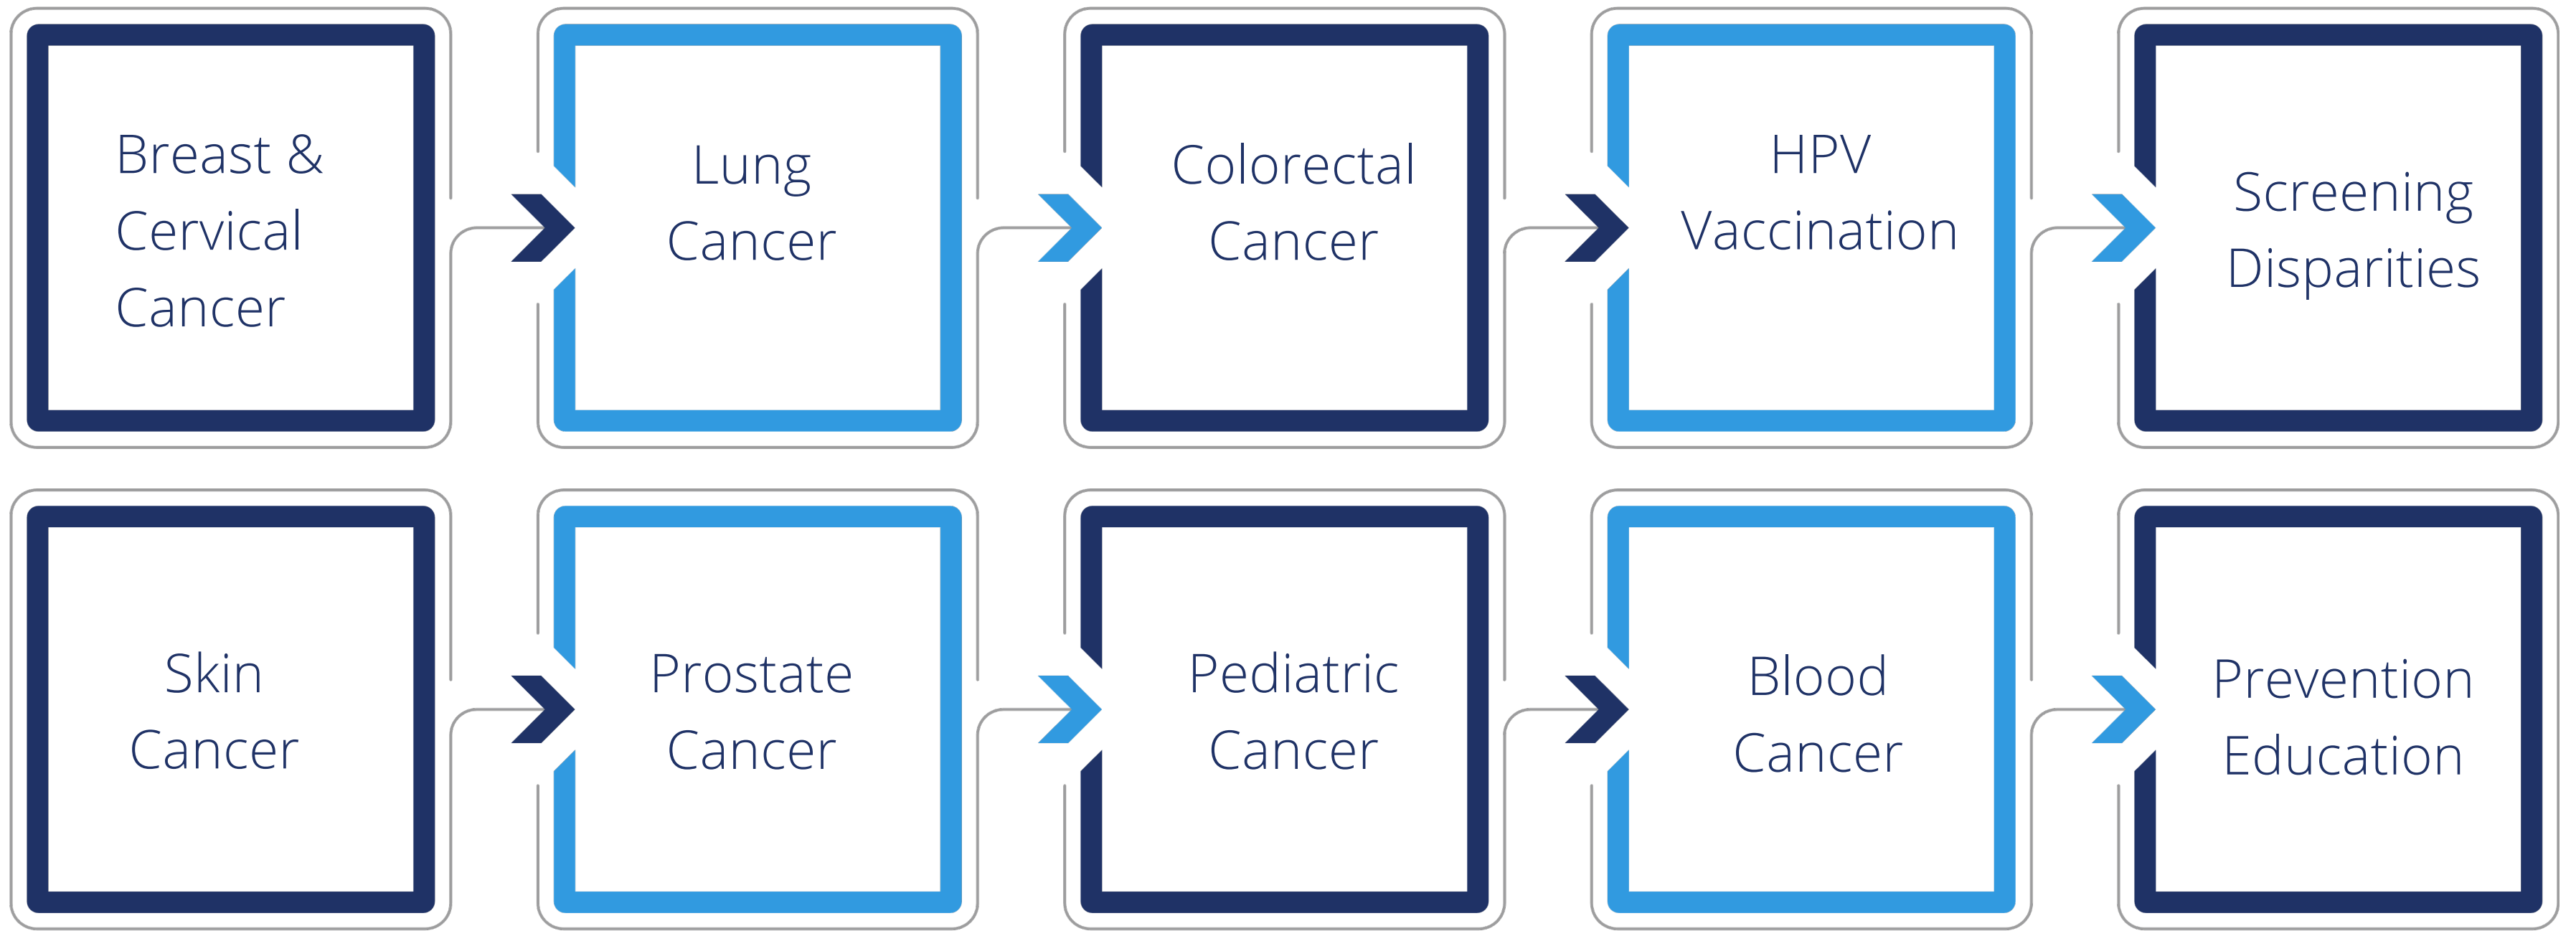 Breast &
Cervical
Cancer
Lung
Cancer
Colorectal
Cancer
HPV
Vaccination
Screening
Disparities
Skin
Cancer
Prostate
Cancer
Pediatric
Cancer
Blood
Cancer
Prevention
Education